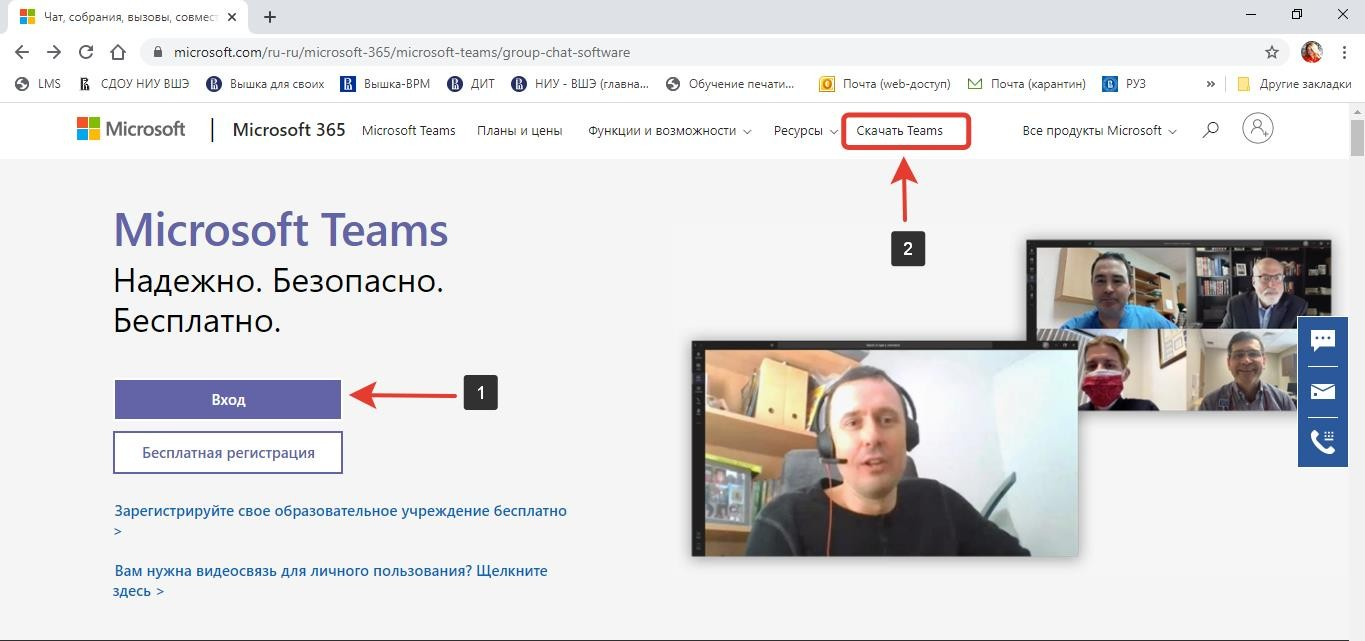 Чат, собрания, вызовы, совмест
microsoft.com/ru-ru/microsoft-365/microsoft-teams/group-chat-software
LMS СДОУ НИУ ВШЭ Вышка для своих Вышка-BPM ДИТ НИУ - ВШЭ (главна... Обучение печати... Почта (web-доступ) Почта (карантин) РУЗ » Другие закладки
Microsoft Microsoft 365 Microsoft Teams Планы и цены Функции и возможности Ресурсы Скачать Teams Все продукты Microsoft
Microsoft Teams
Надежно. Безопасно.
Бесплатно.
2
Вход
1
Бесплатная регистрация
Зарегистрируйте свое образовательное учреждение бесплатно
>
Вам нужна видеосвязь для личного пользования? Щелкните
здесь >